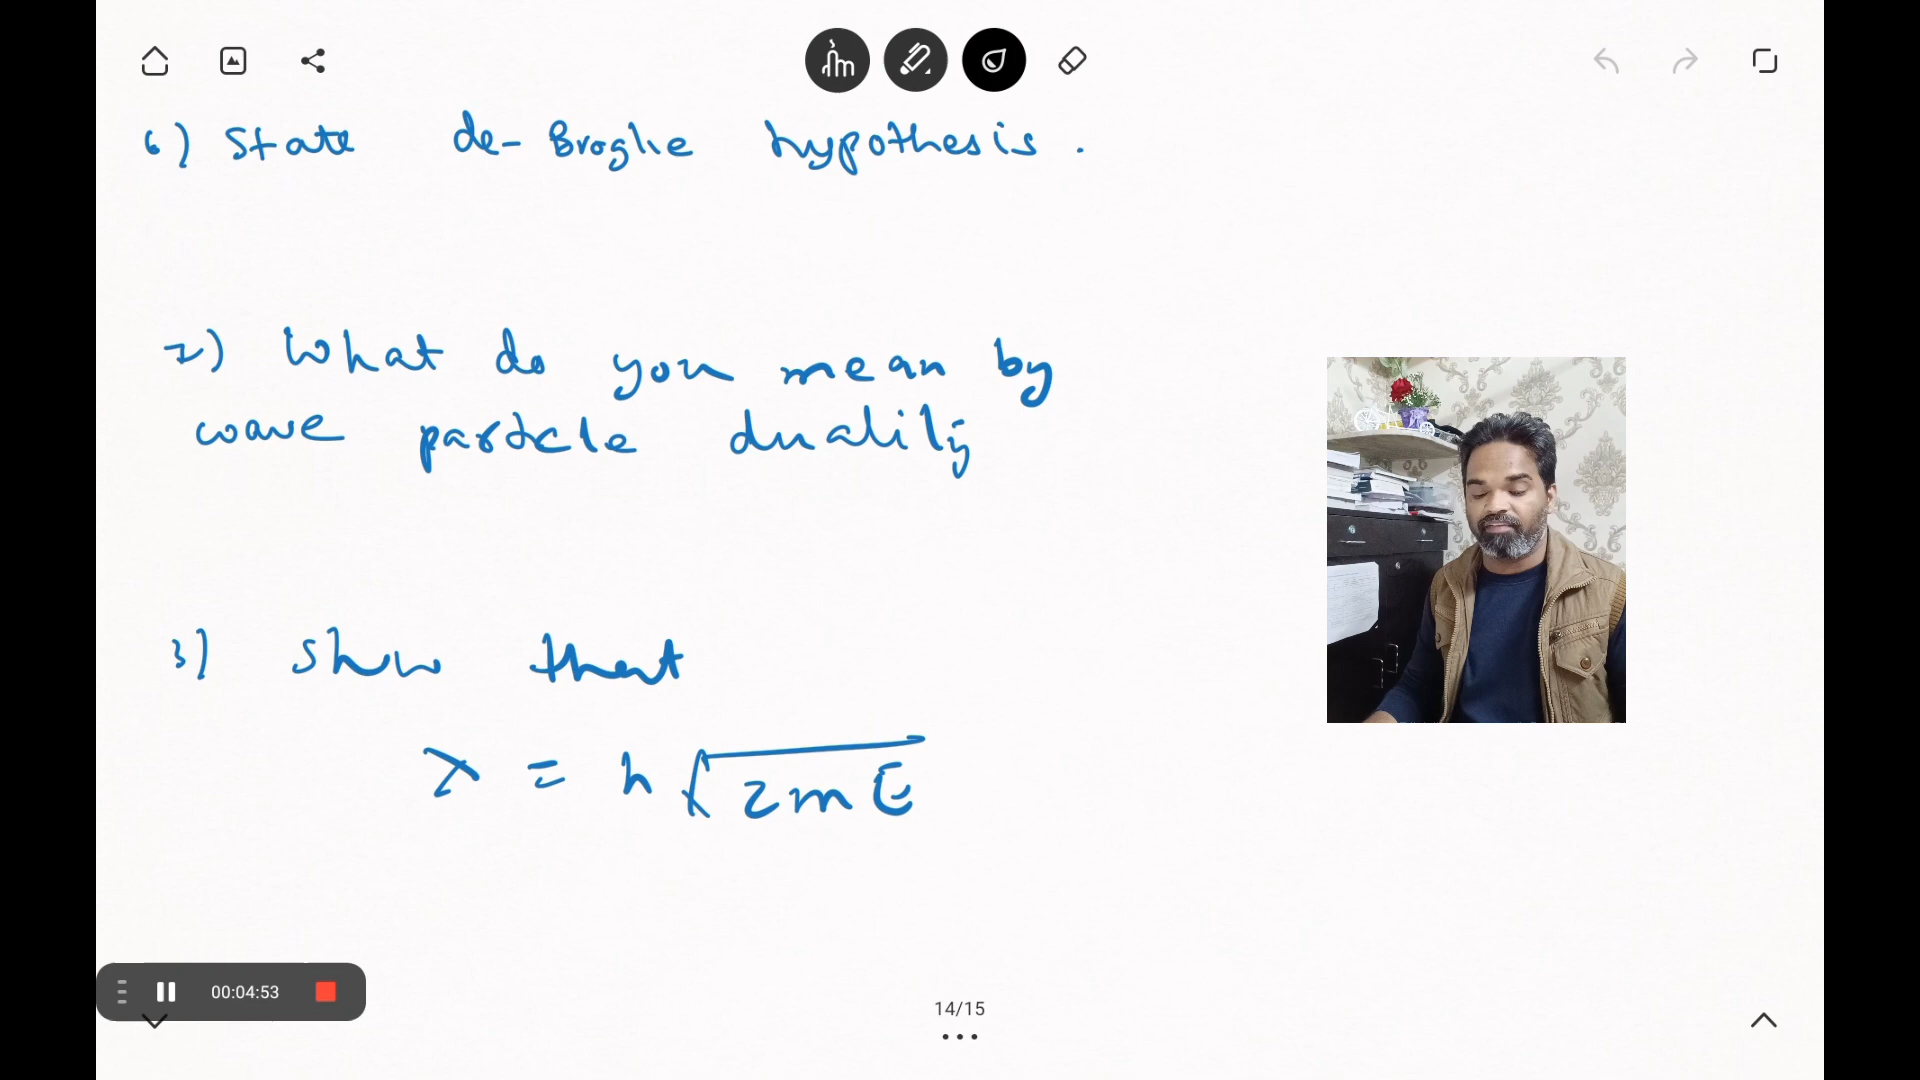 6) State de-Broglie hypothesis.
2) What do you mean by
wave particle duality
3) show that
λ = h √2mE
00:04:53
14/15